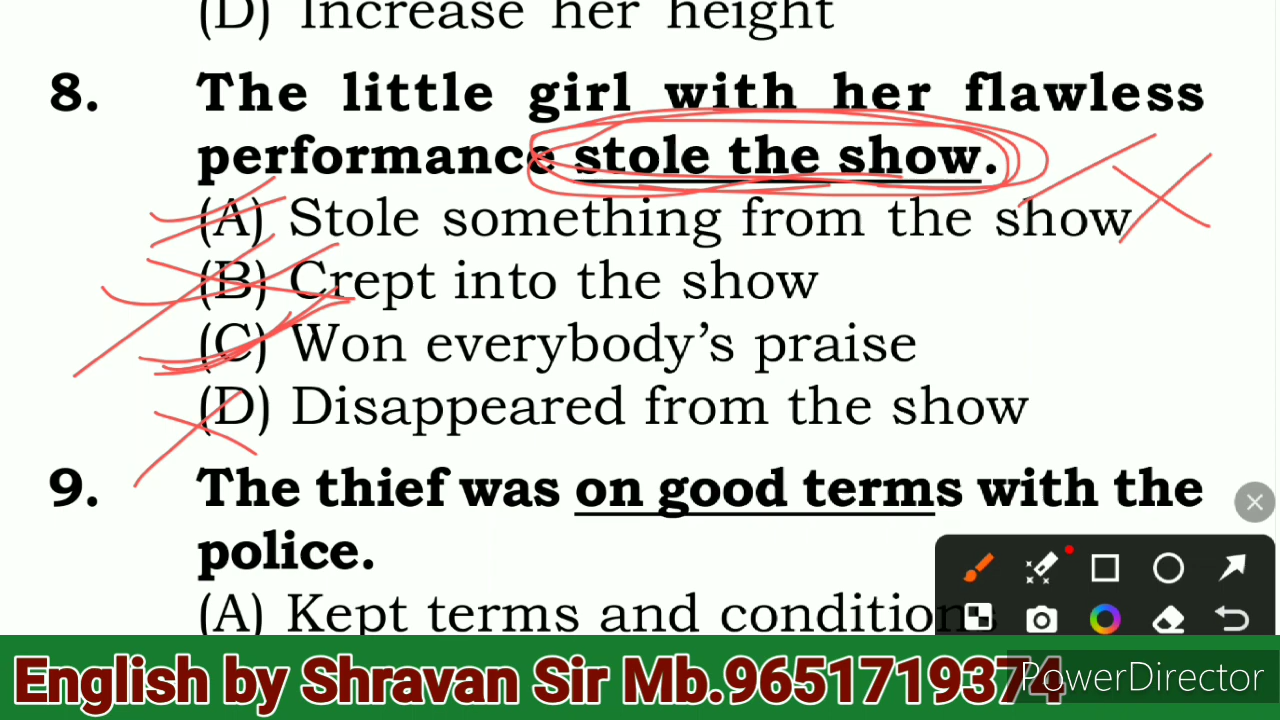 (D) Increase her height
8. The little girl with her flawless
performance stole the show.
(A) Stole something from the show
(B) Crept into the show
(C) Won everybody's praise
(D) Disappeared from the show
9. The thief was on good terms with the
police.
(A) Kept terms and conditions
English by Shravan Sir Mb.9651719374
PowerDirector